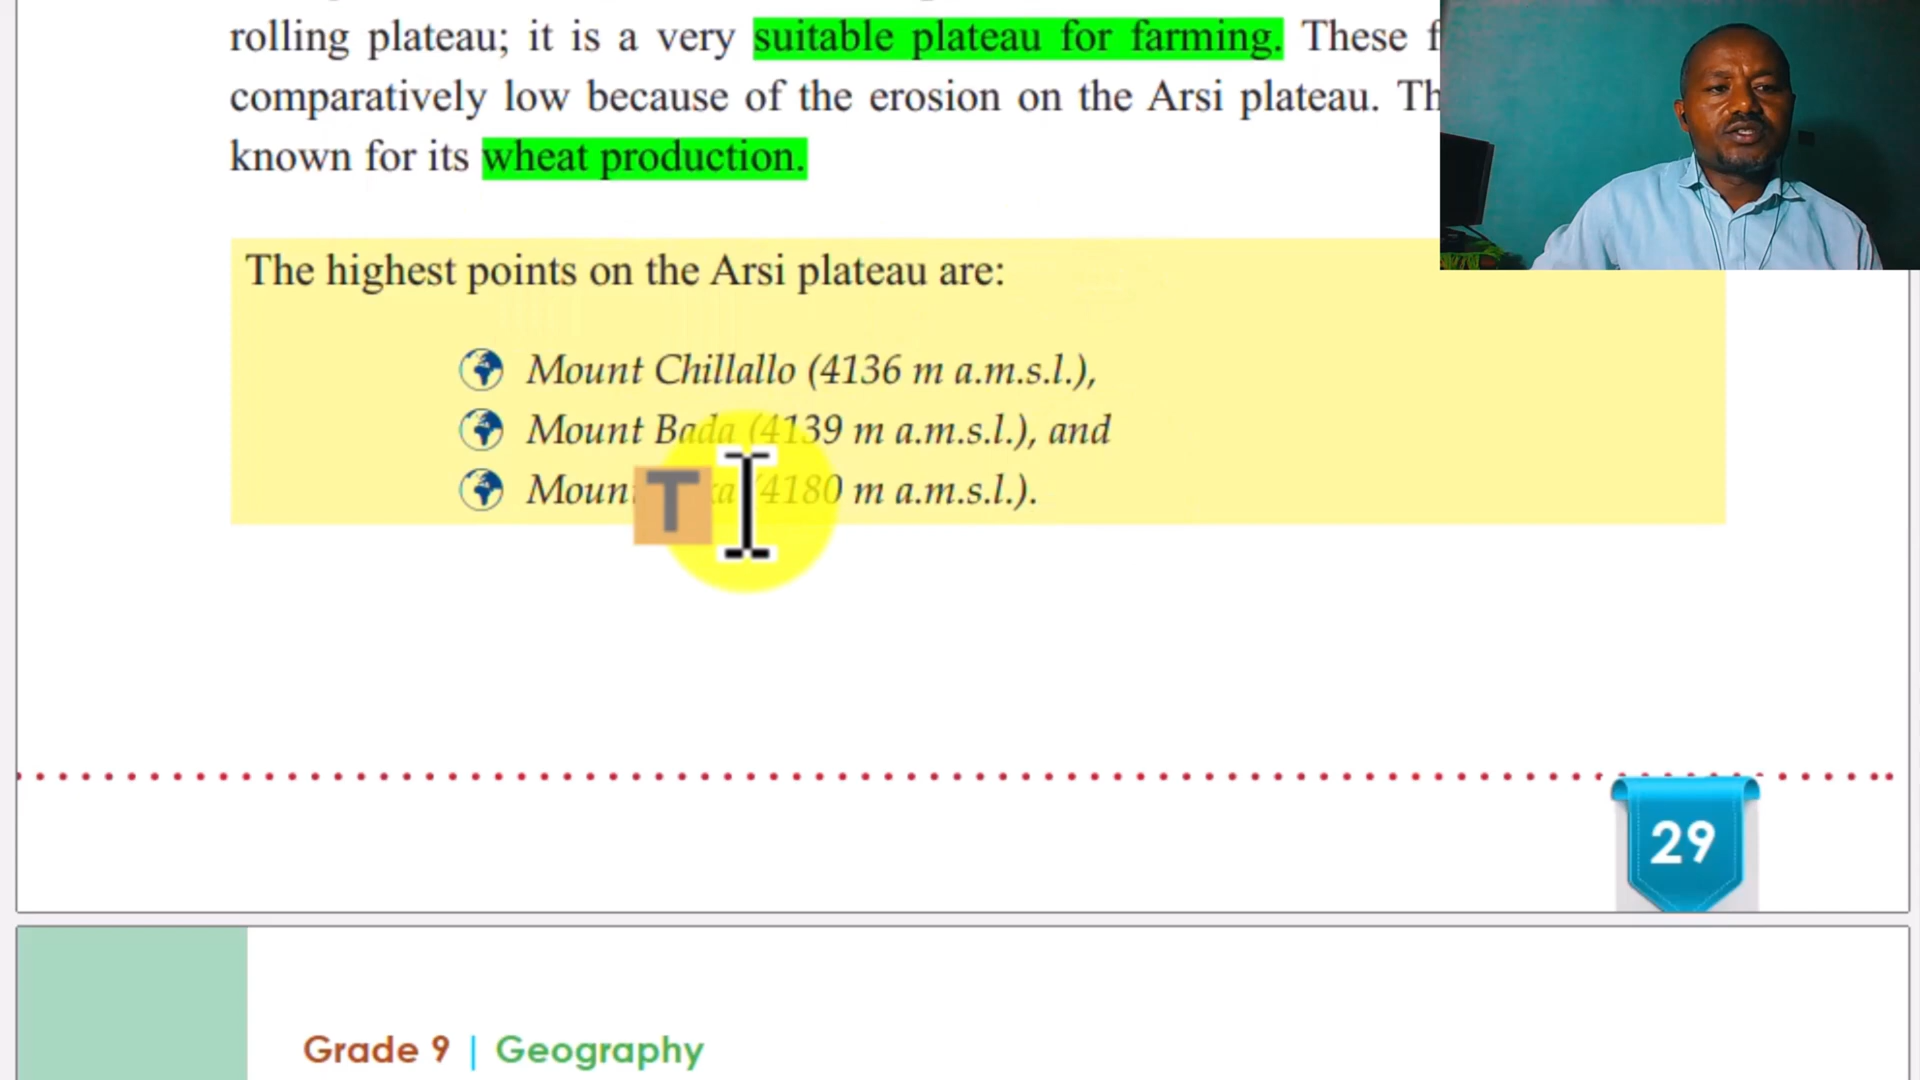 rolling plateau; it is a very suitable plateau for farming. These f
comparatively low because of the erosion on the Arsi plateau. Th
known for its wheat production.
The highest points on the Arsi plateau are:
Mount Chillallo (4136 m a.m.s.l.),
Mount Bada (4139 m a.m.s.l.), and
(4180 m a.m.s.l.).
T
29
Grade 9 | Geography